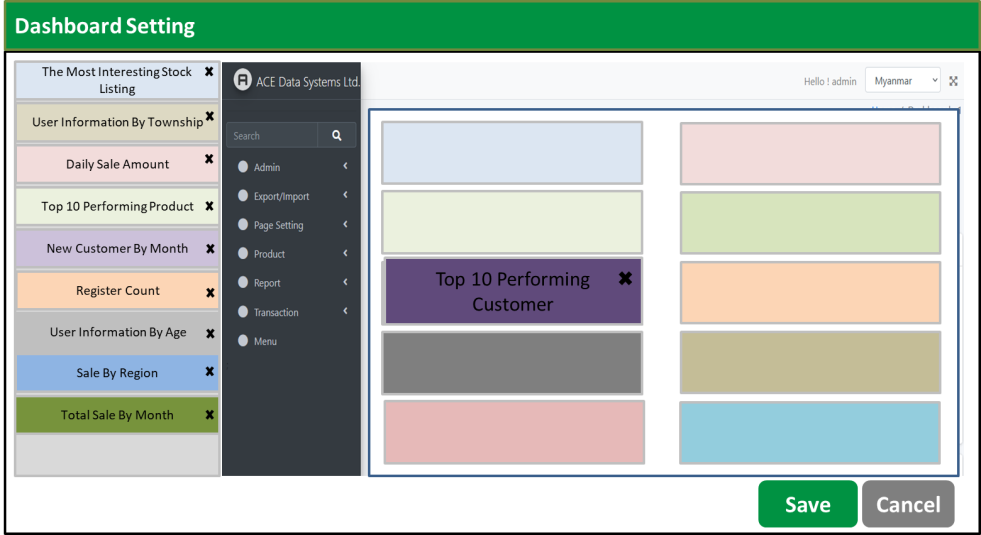 Dashboard Setting
The Most Interesting Stock
Listing
User Information By Township
Daily Sale Amount
Top 10 Performing Product
New Customer By Month
Register Count
User Information By Age
Sale By Region
Total Sale By Month
ACE Data Systems Ltd.
Search
Admin
Export/Import
Page Setting
Product
Report
Transaction
Menu
Hello ! admin
Myanmar
Top 10 Performing
Customer
Save
Cancel